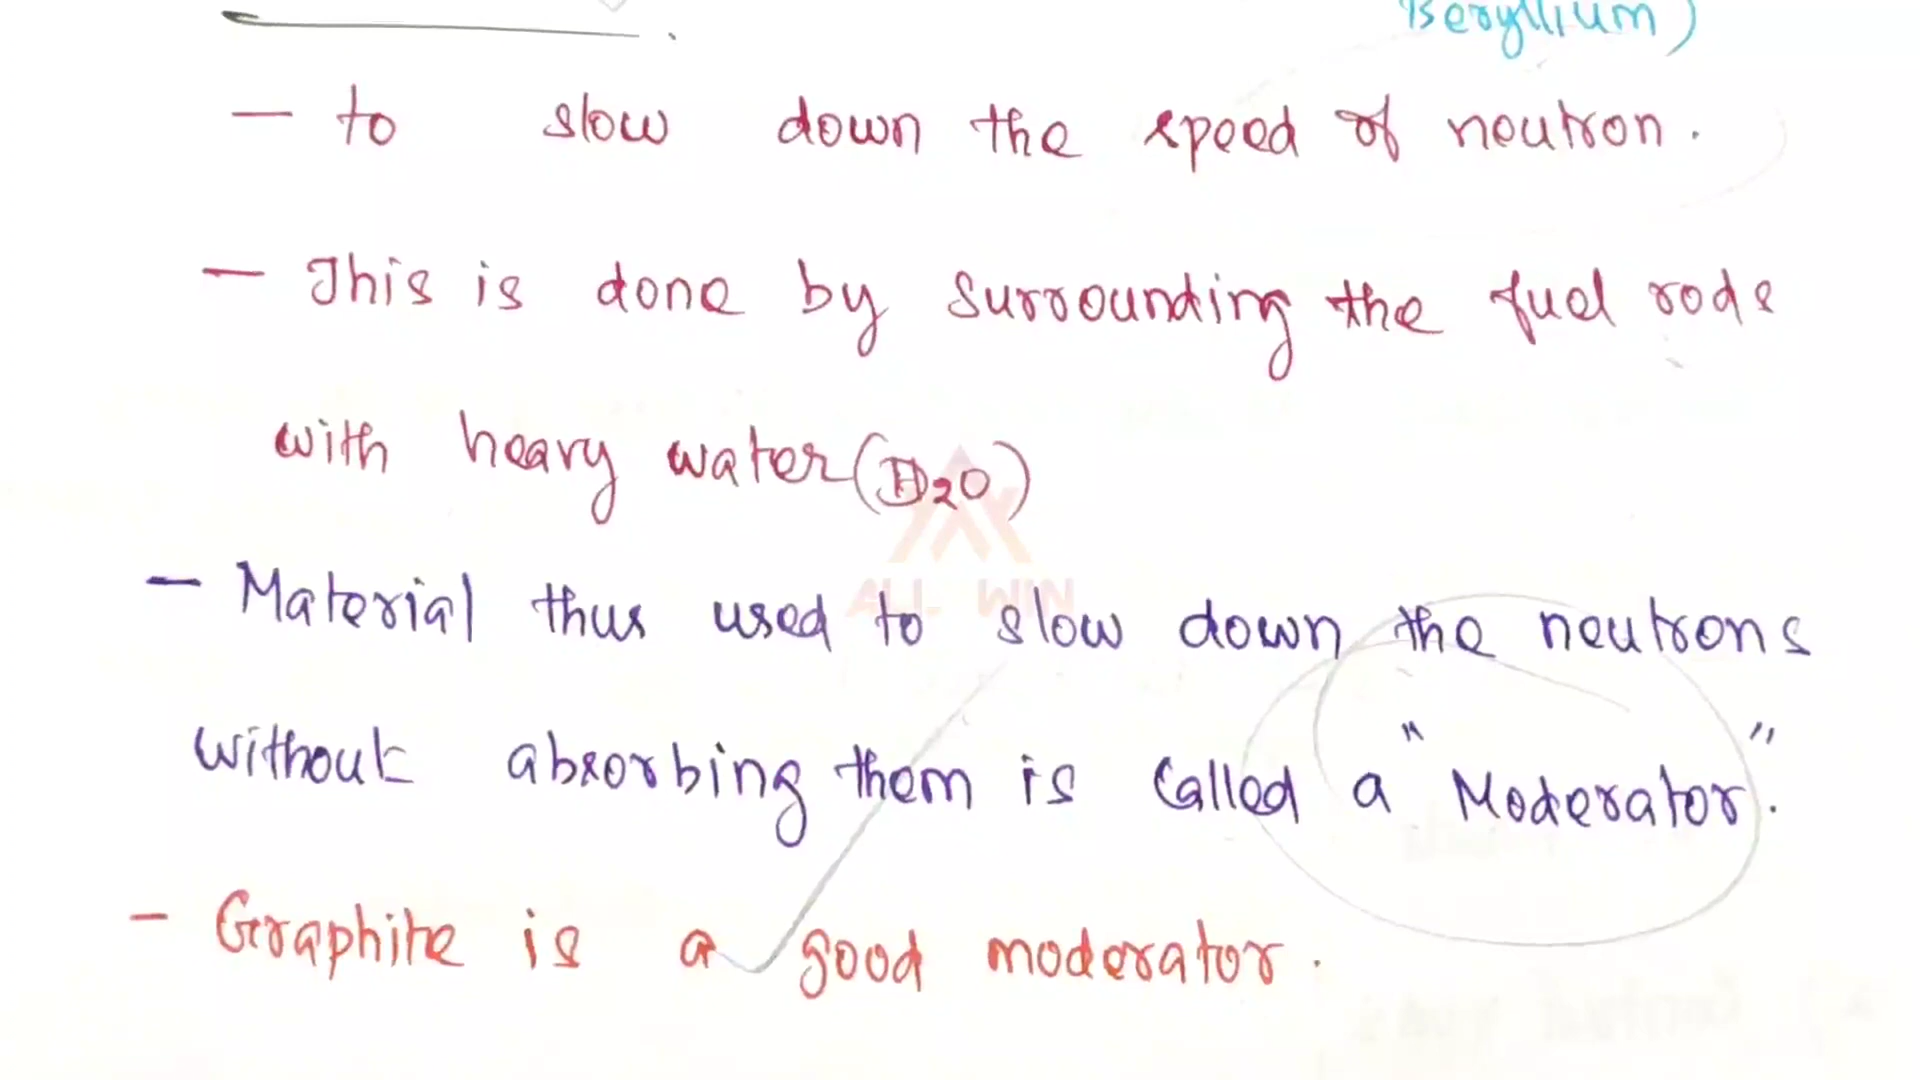 Beryllium)
- to slow down the speed of neutron.
- This is done by surrounding the fuel rods
with heavy water (D₂O)
ALL WIN
- Material thus used to slow down the neutrons
without absorbing them is called a "Moderator".
- Graphite is a good moderator.